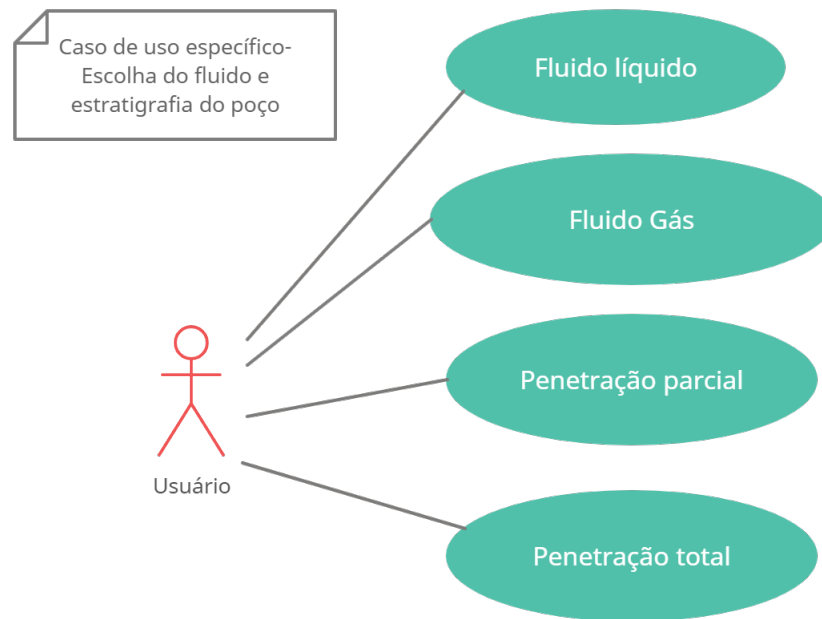 Caso de uso específico-
Escolha do fluido e
estratigrafia do poço
Fluido líquido
Fluido Gás
Penetração parcial
Usuário
Penetração total